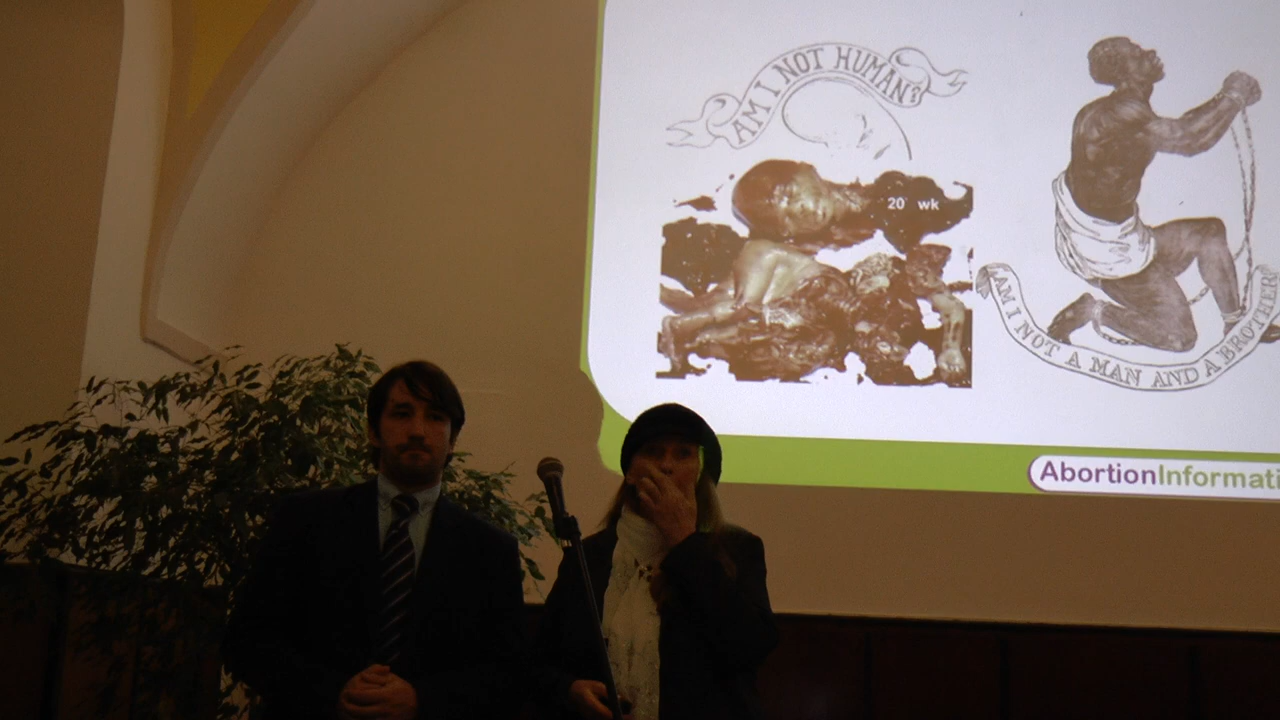 AM I NOT HUMAN?
20 wk
AM I NOT A MAN AND A BROTHER
AbortionInformati